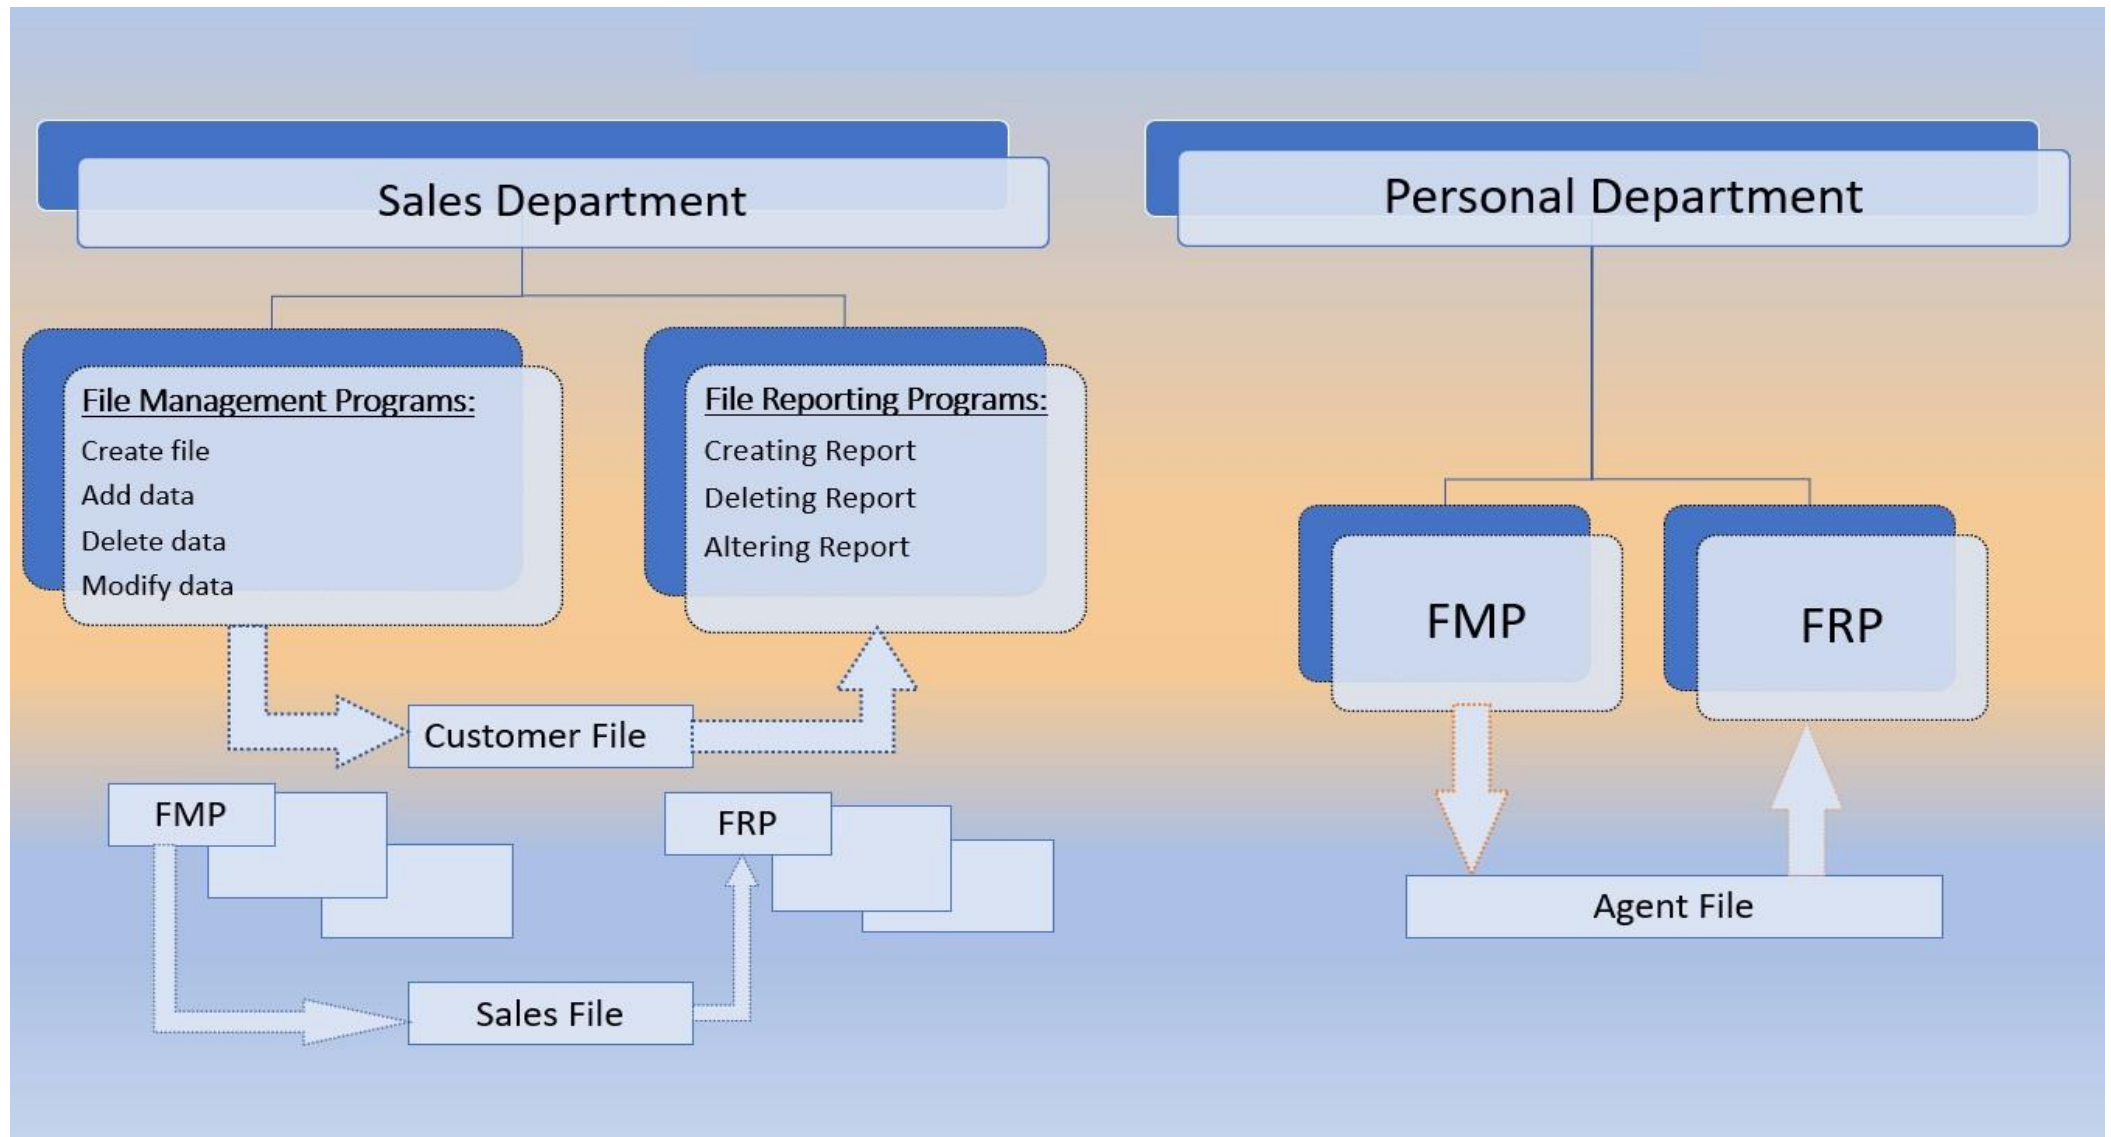 Sales Department
File Management Programs:
Create file
Add data
Delete data
Modify data
File Reporting Programs:
Creating Report
Deleting Report
Altering Report
Customer File
FMP
FRP
Sales File
Personal Department
FMP
FRP
Agent File